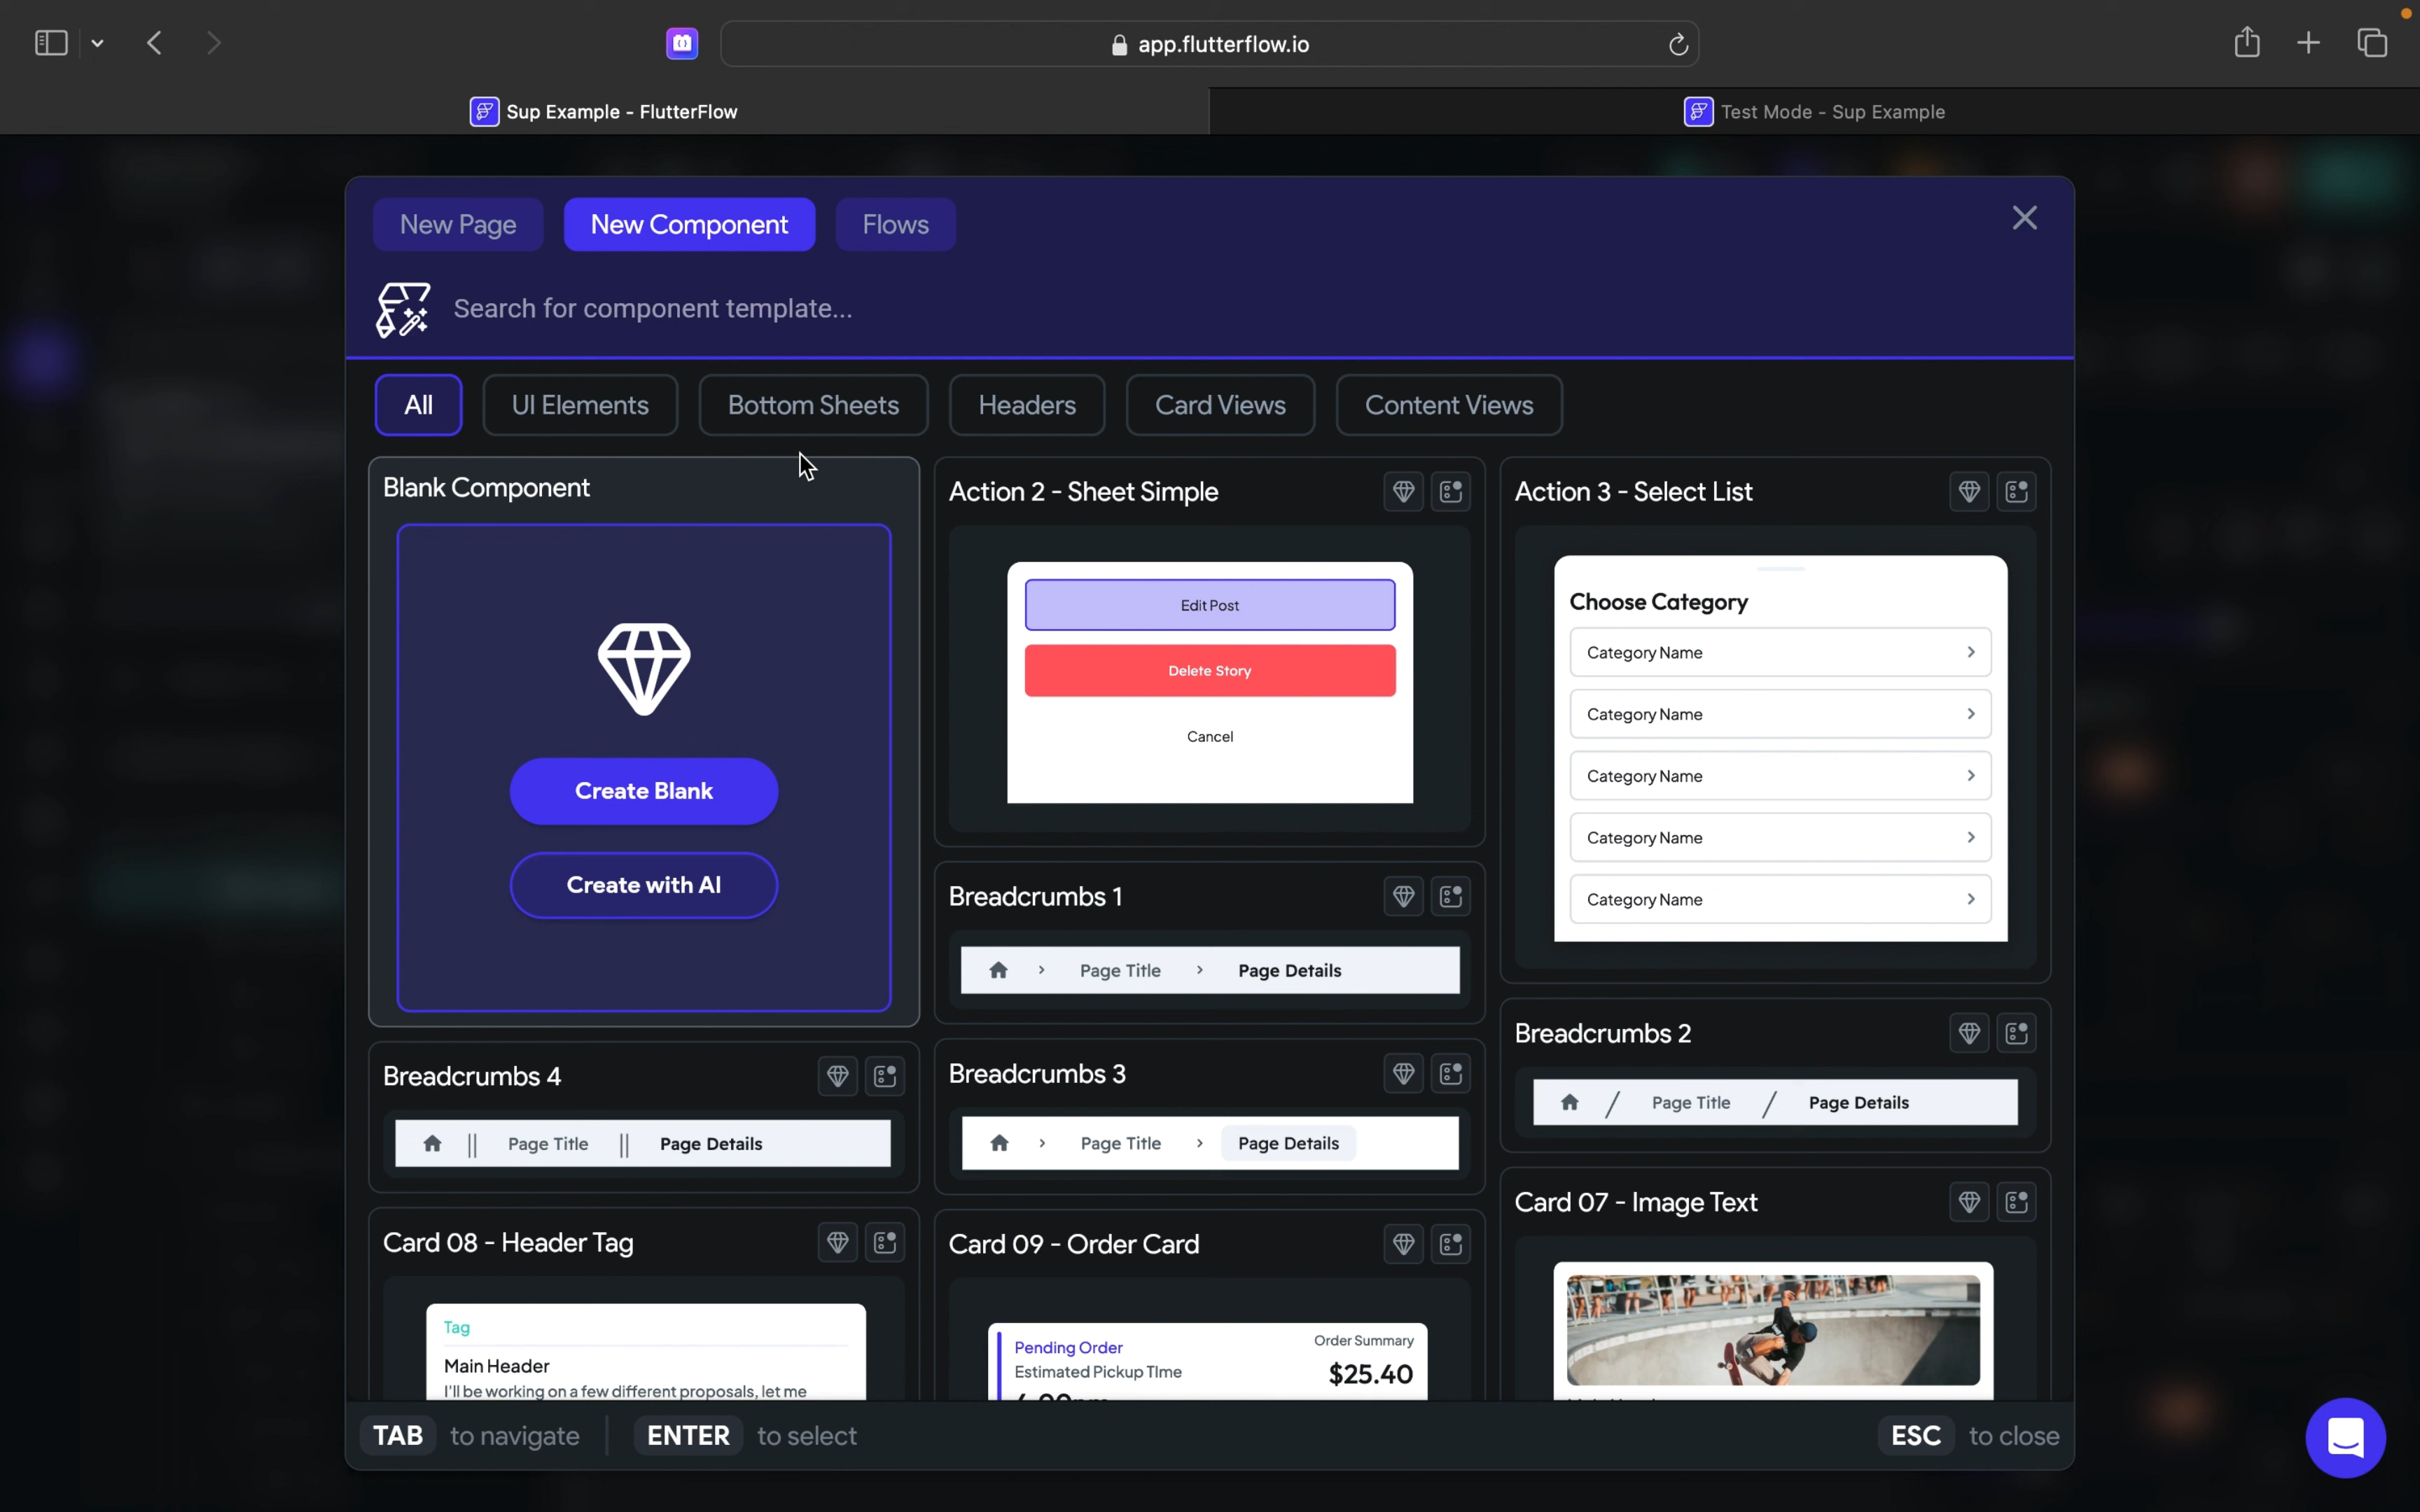 app.flutterflow.io
Sup Example - FlutterFlow
Test Mode - Sup Example
New Page
New Component
Flows
Search for component template...
All
UI Elements
Bottom Sheets
Headers
Card Views
Content Views
Blank Component
Create Blank
Create with AI
Action 2 - Sheet Simple
Edit Post
Delete Story
Cancel
Action 3 - Select List
Choose Category
Category Name
Category Name
Category Name
Category Name
Category Name
Breadcrumbs 1
Page Title
Page Details
Breadcrumbs 2
Page Title
Page Details
Breadcrumbs 4
Page Title
Page Details
Breadcrumbs 3
Page Title
Page Details
Card 07 - Image Text
Card 08 - Header Tag
Tag
Main Header
I'll be working on a few different proposals, let me
Card 09 - Order Card
Pending Order
Order Summary
Estimated Pickup TIme
$25.40
TAB to navigate
ENTER to select
ESC to close